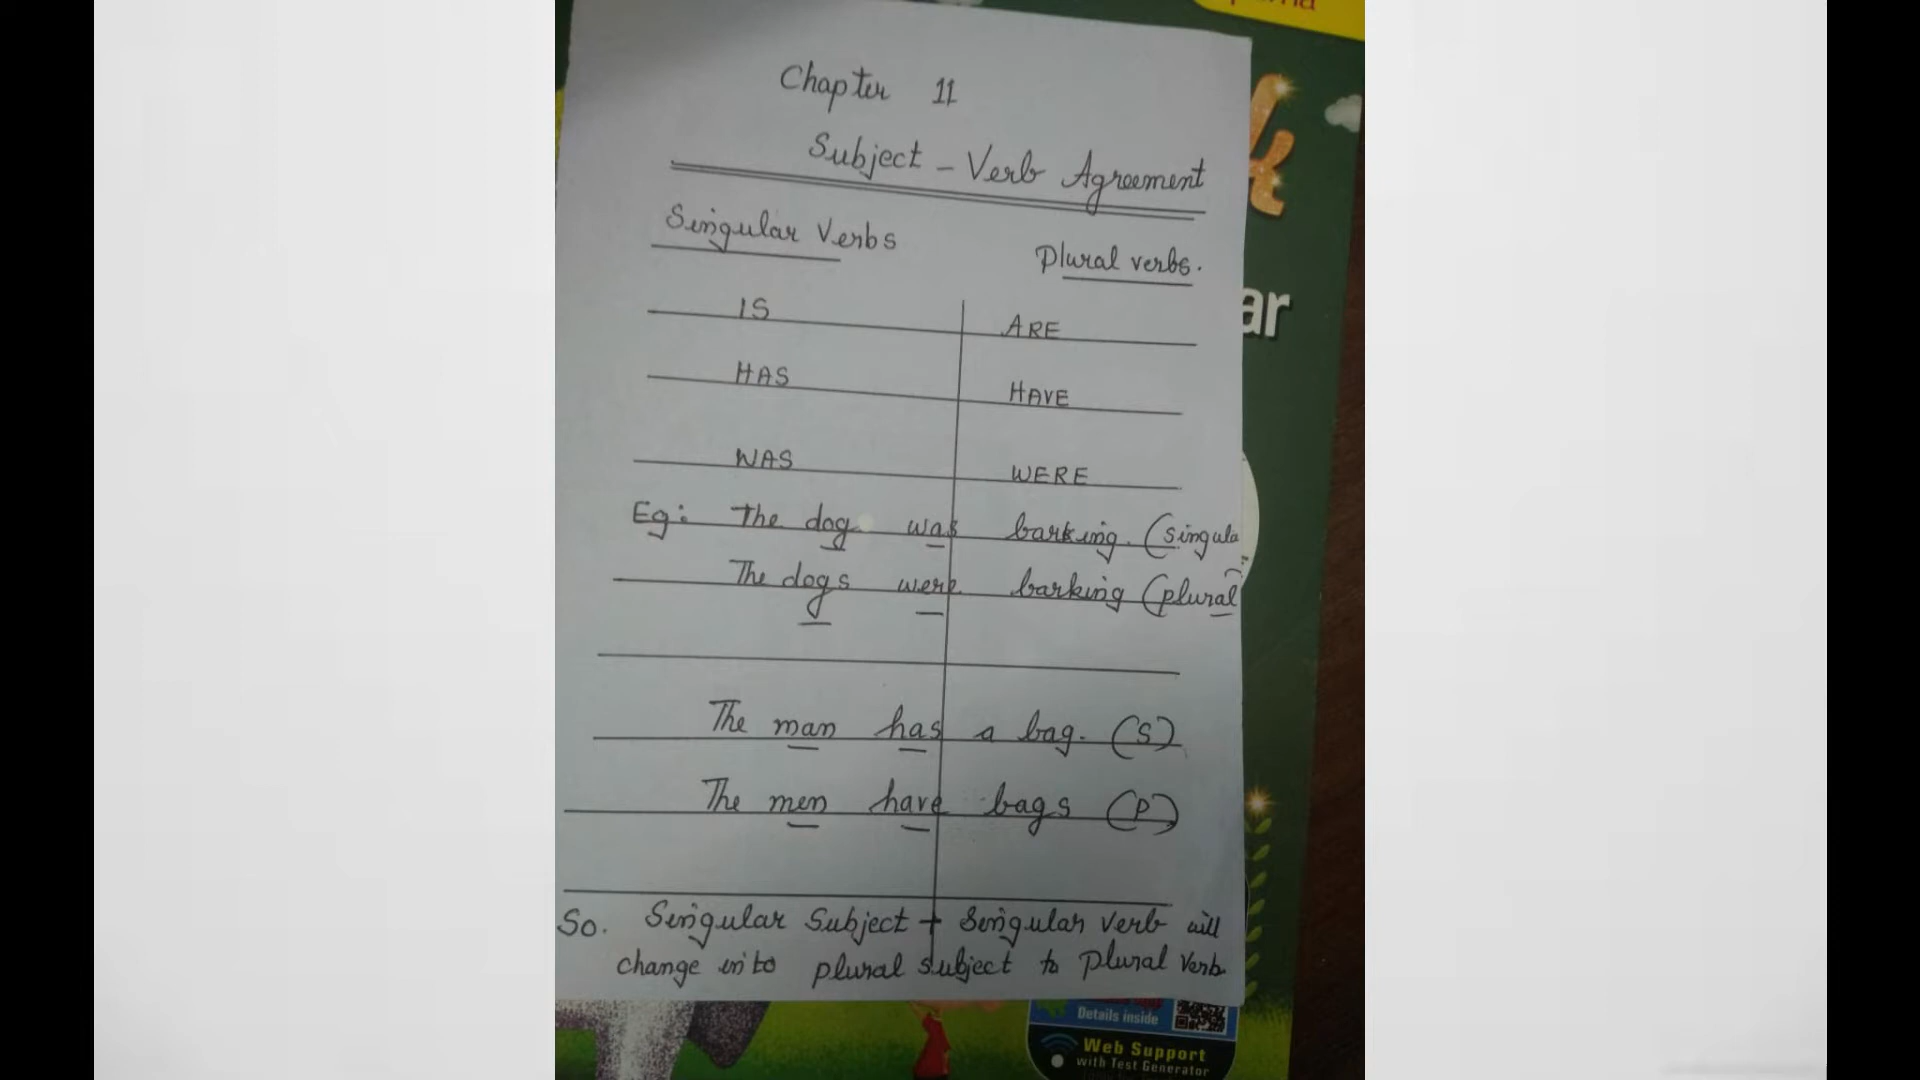 Chapter 11
Subject - Verb Agreement
Singular Verbs Plural verbs.
IS ARE
HAS HAVE
WAS WERE
Eg: The dog was barking. (singula
The dogs were barking (plural)
The man has a bag. (S)
The men have bags (P)
So. Singular Subject + Singular Verb will
change into plural subject to plural Verb
ar
Details inside
Web Support
with Test Generator